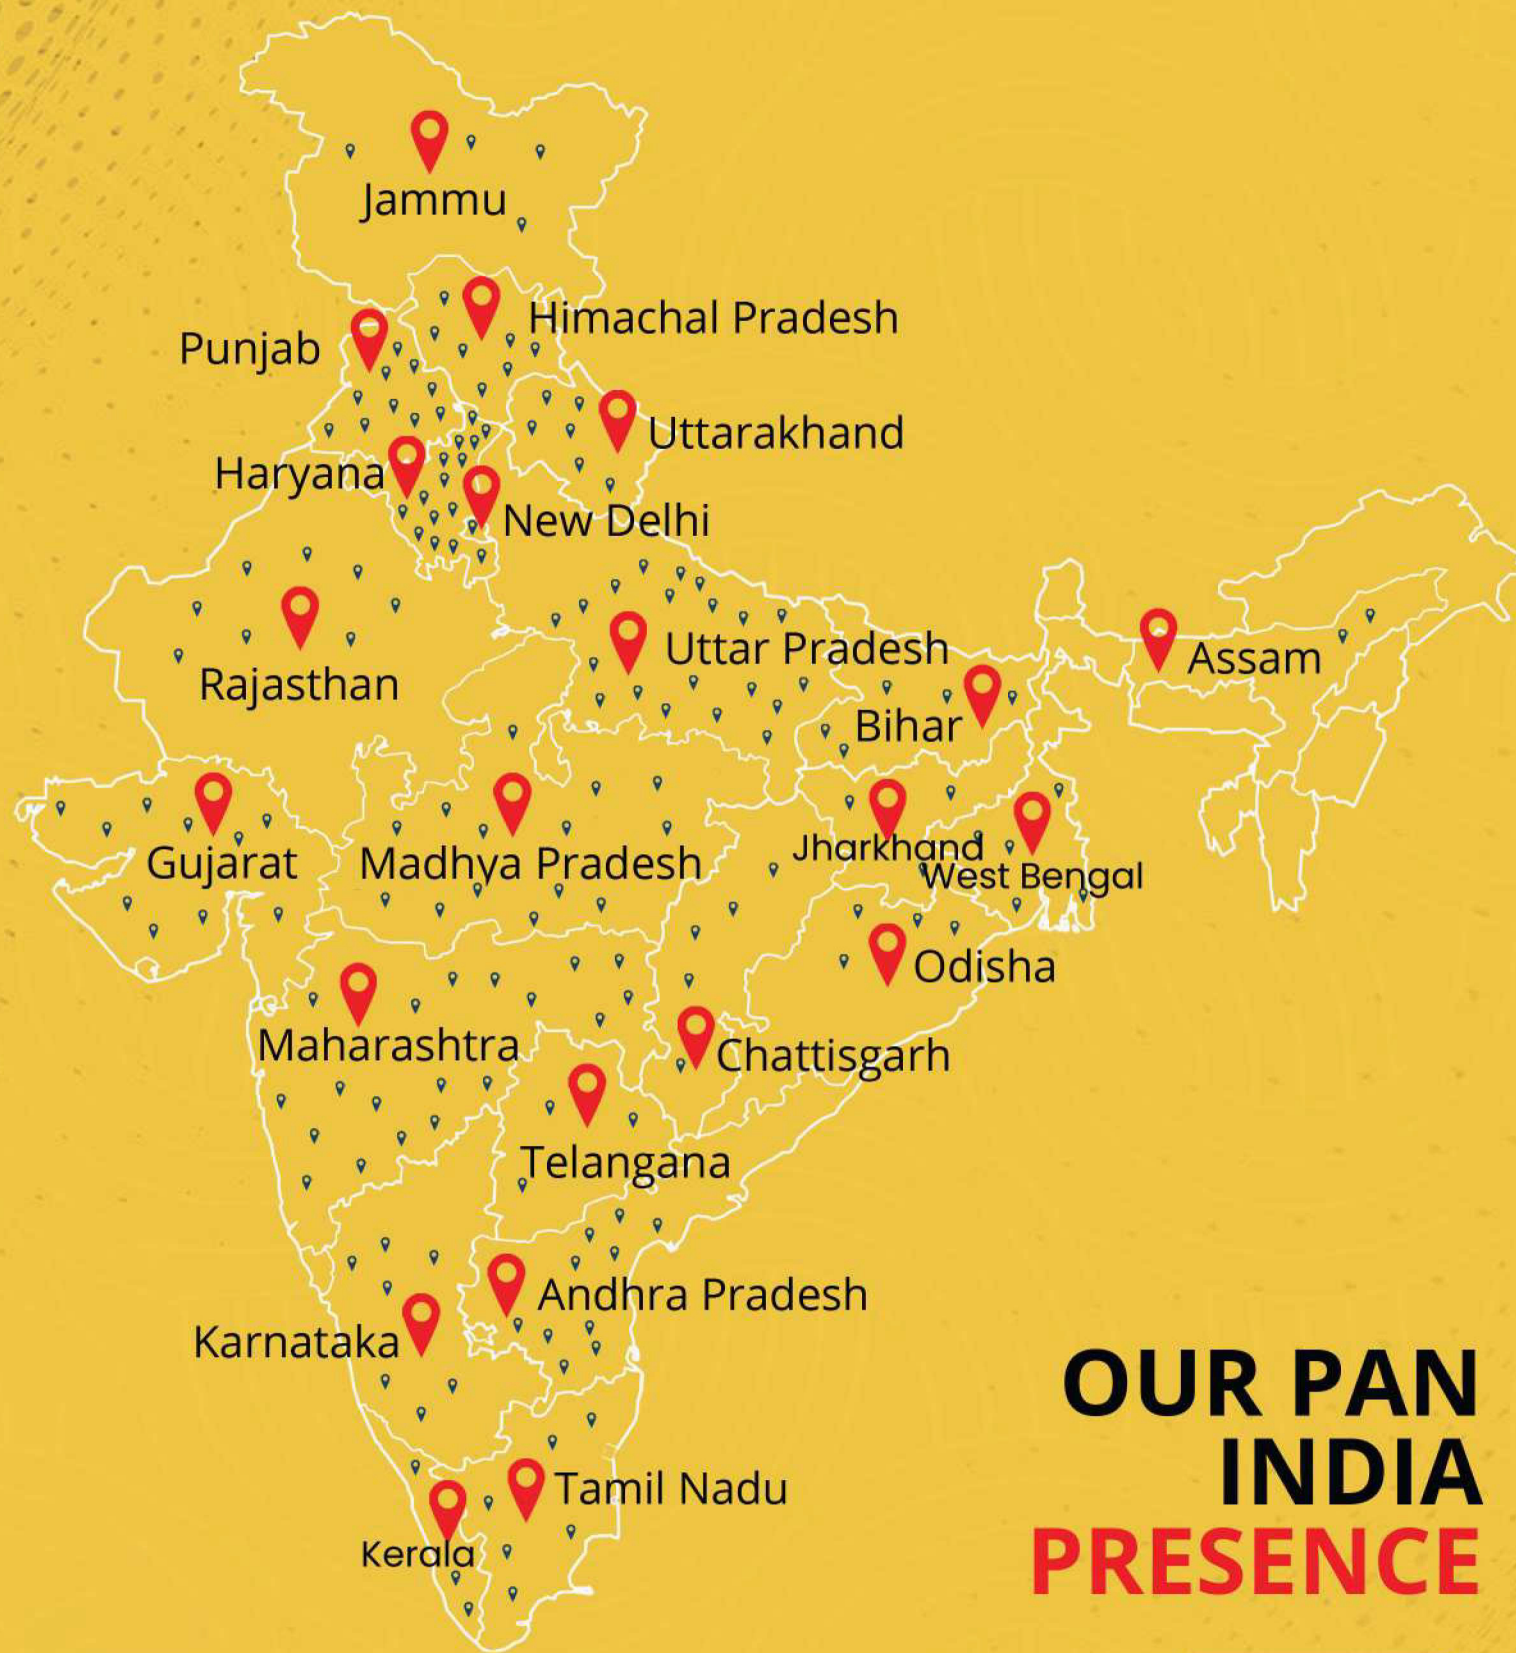 Jammu
Himachal Pradesh
Punjab
Uttarakhand
Haryana
New Delhi
Uttar Pradesh
Assam
Rajasthan
Bihar
Jharkhand
Gujarat
Madhya Pradesh
West Bengal
Odisha
Maharashtra
Chattisgarh
Telangana
Andhra Pradesh
Karnataka
Tamil Nadu
Kerala
OUR PAN
INDIA
PRESENCE